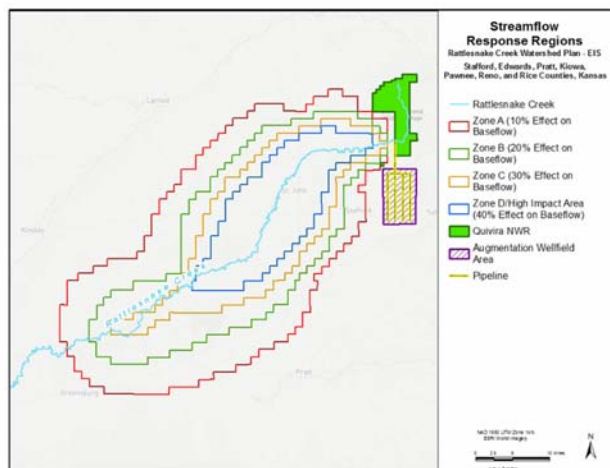 Streamflow
Response Regions
Rattlesnake Creek Watershed Plan - EIS
Stafford, Edwards, Pratt, Kiowa,
Pawnee, Reno, and Rice Counties, Kansas
Rattlesnake Creek
Zone A (10% Effect on
Baseflow)
Zone B (20% Effect on
Baseflow)
Zone C (30% Effect on
Baseflow)
Zone D/High Impact Area
(40% Effect on Baseflow)
Quivira NWR
Augmentation Wellfield
Area
Pipeline
Larned
St. John
Stafford
Kinsley
Rattlesnake Creek
Pratt
Greensburg
N